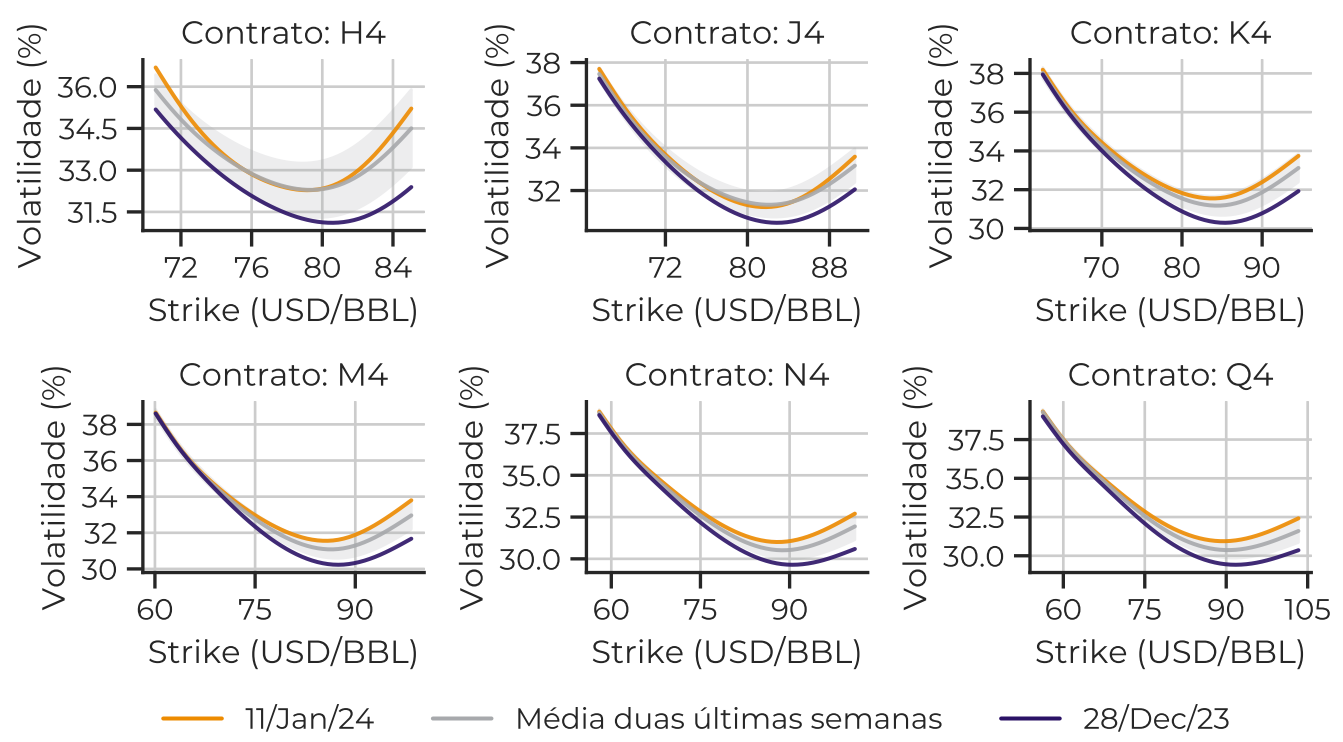 Contrato: H4
Volatilidade (%)
36.0
34.5
33.0
31.5
72 76 80 84
Strike (USD/BBL)
Contrato: J4
Volatilidade (%)
38
36
34
32
72 80 88
Strike (USD/BBL)
Contrato: K4
Volatilidade (%)
38
36
34
32
30
70 80 90
Strike (USD/BBL)
Contrato: M4
Volatilidade (%)
38
36
34
32
30
60 75 90
Strike (USD/BBL)
Contrato: N4
Volatilidade (%)
37.5
35.0
32.5
30.0
60 75 90
Strike (USD/BBL)
Contrato: Q4
Volatilidade (%)
37.5
35.0
32.5
30.0
60 75 90 105
Strike (USD/BBL)
11/Jan/24 Média duas últimas semanas 28/Dec/23